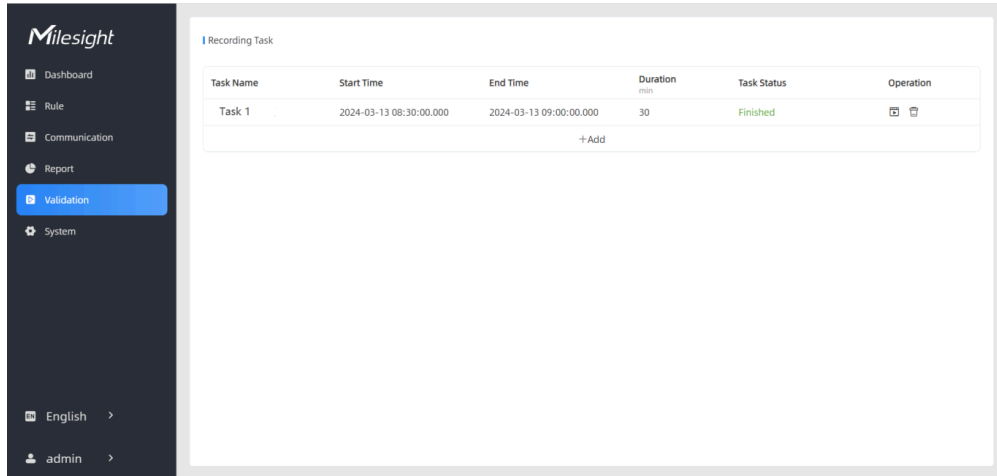 Milesight
Dashboard
Rule
Communication
Report
Validation
System
EN English >
admin >
Recording Task
Task Name Start Time End Time Duration min Task Status Operation
Task 1 2024-03-13 08:30:00.000 2024-03-13 09:00:00.000 30 Finished
+Add